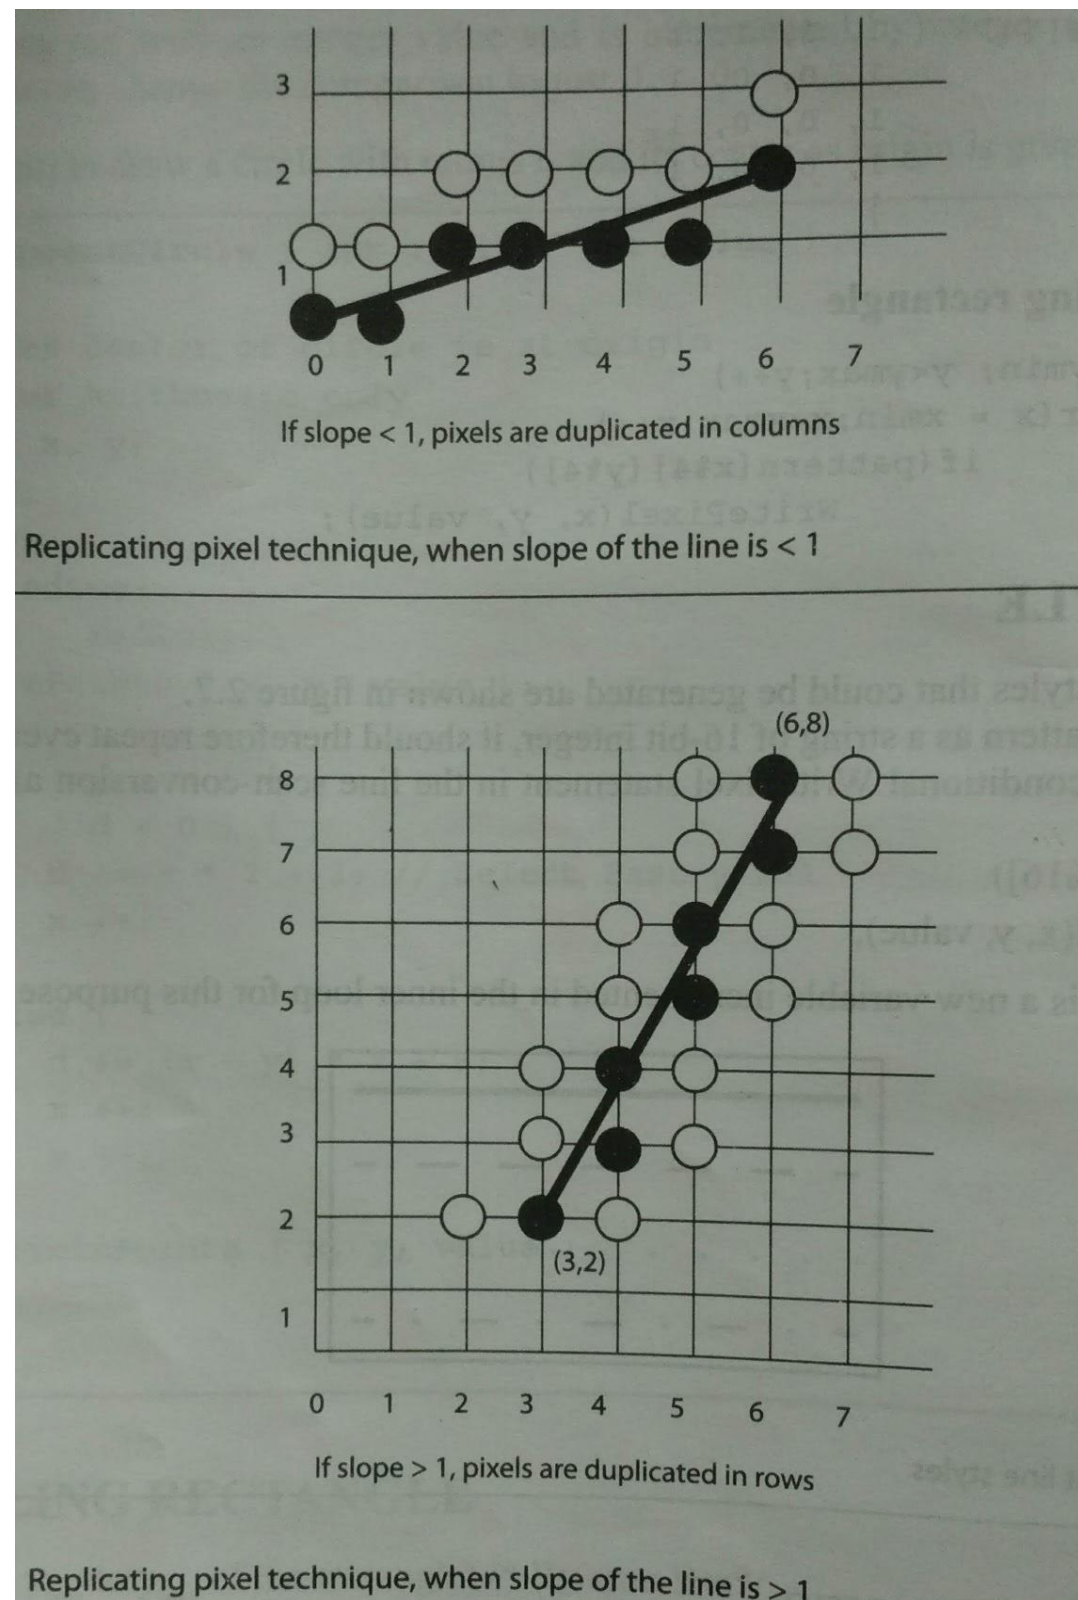 3
2
1
0 1 2 3 4 5 6 7
If slope < 1, pixels are duplicated in columns
Replicating pixel technique, when slope of the line is < 1
(6,8)
8
7
6
5
4
3
2
(3,2)
1
0 1 2 3 4 5 6 7
If slope > 1, pixels are duplicated in rows
Replicating pixel technique, when slope of the line is > 1